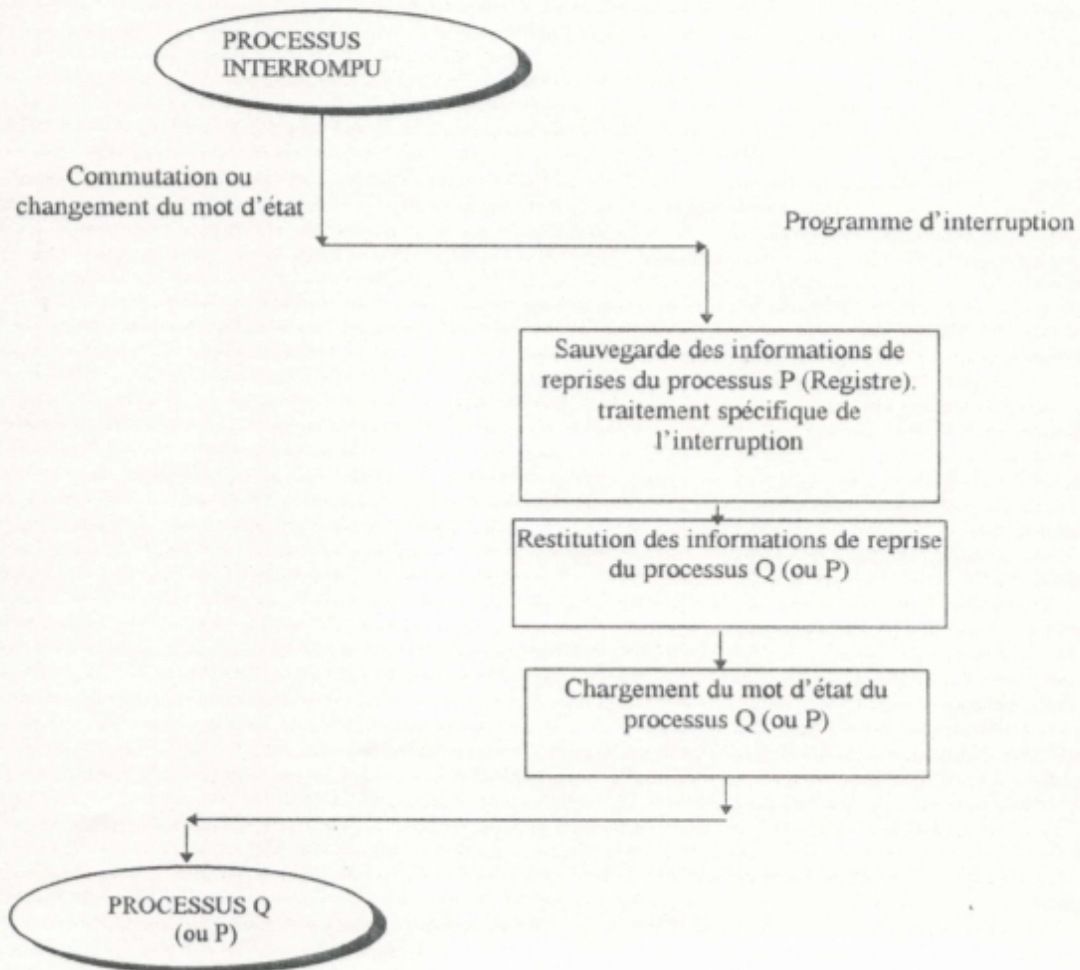 PROCESSUS
INTERROMPU
Commutation ou
changement du mot d'état
Programme d'interruption
Sauvegarde des informations de
reprises du processus P (Registre).
traitement spécifique de
l'interruption
Restitution des informations de reprise
du processus Q (ou P)
Chargement du mot d'état du
processus Q (ou P)
PROCESSUS Q
(ou P)